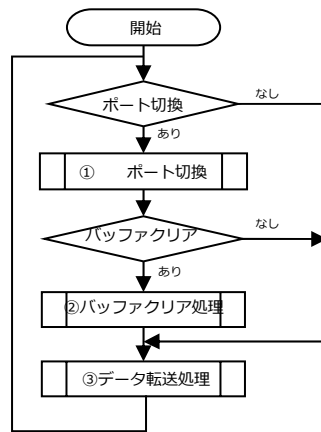 開始
ポート切換
なし
あり
① ポート切換
バッファクリア
なし
あり
②バッファクリア処理
③データ転送処理